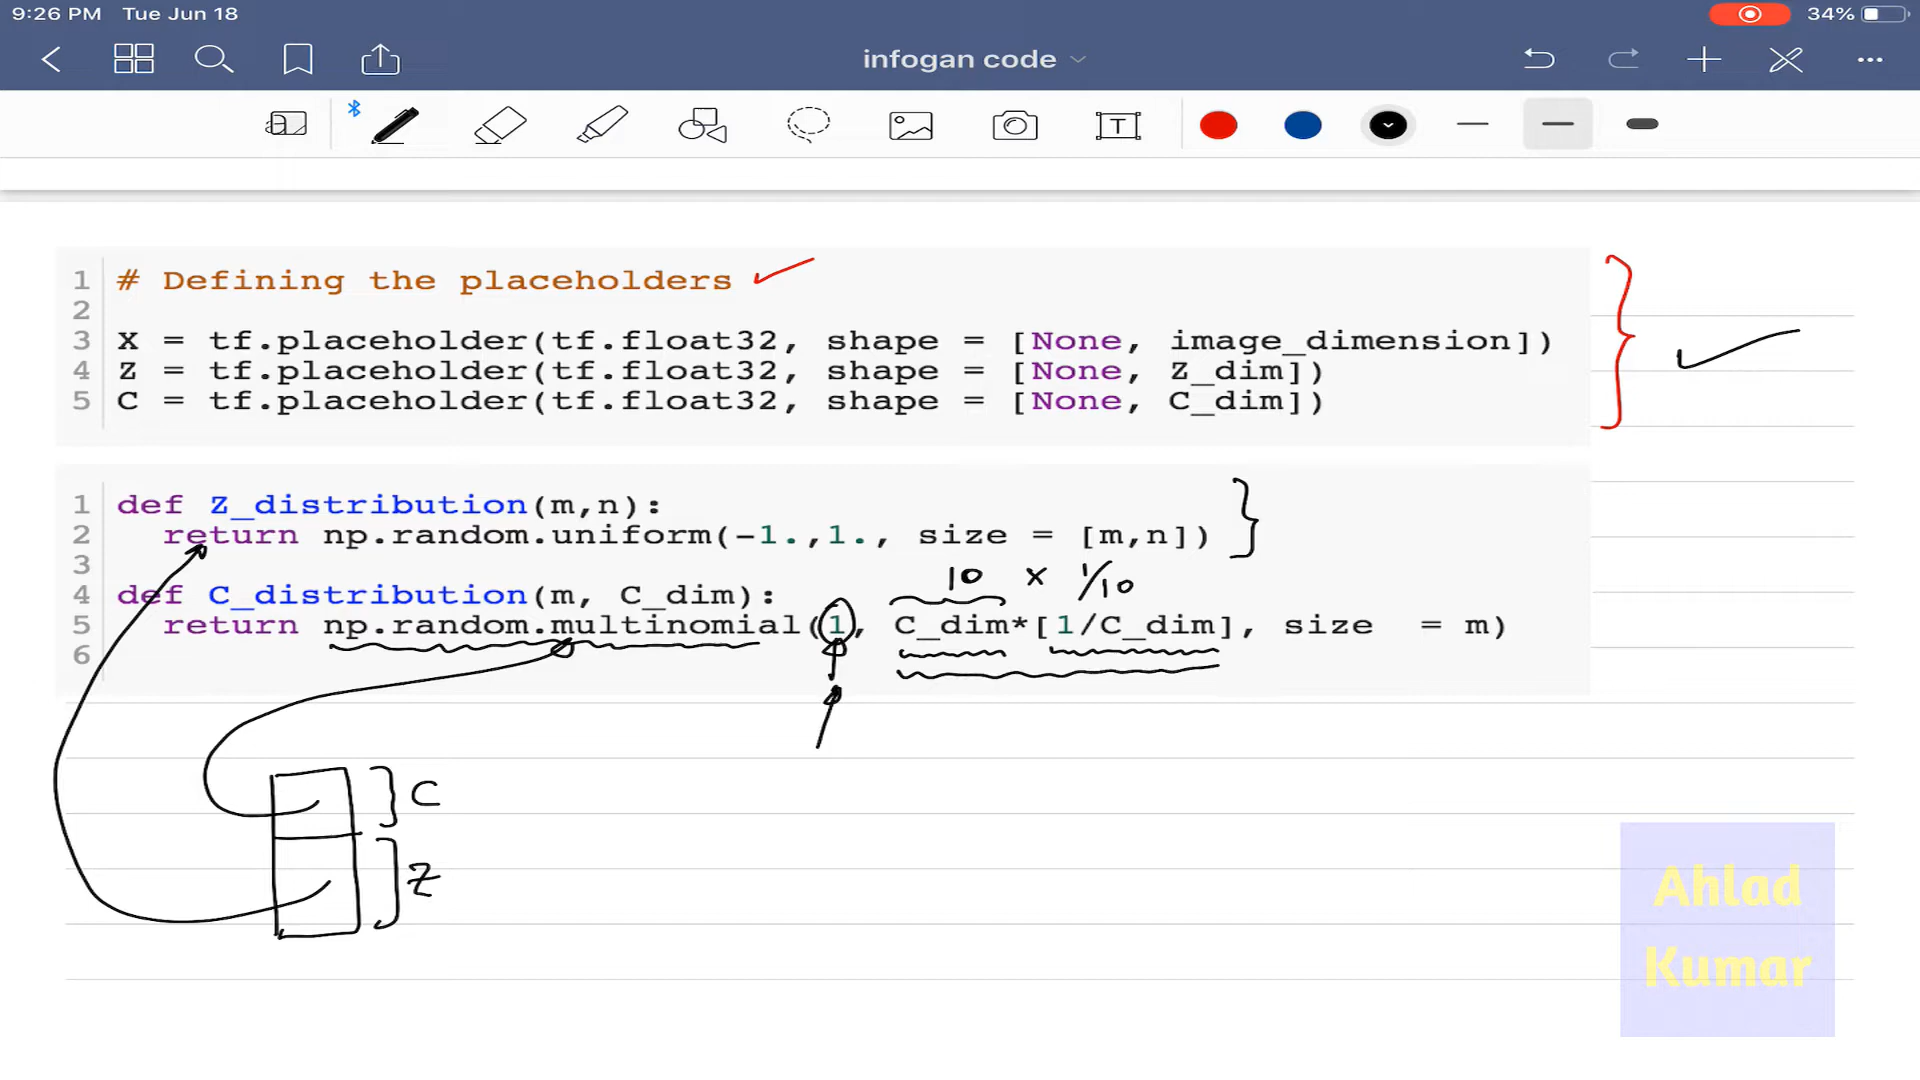 9:26 PM Tue Jun 18
34%
infogan code
1 # Defining the placeholders
2
3 X = tf.placeholder(tf.float32, shape = [None, image_dimension])
4 Z = tf.placeholder(tf.float32, shape = [None, Z_dim])
5 C = tf.placeholder(tf.float32, shape = [None, C_dim])
1 def Z_distribution(m,n):
2 return np.random.uniform(-1.,1., size = [m,n])
3
10 x 1/10
4 def C_distribution(m, C_dim):
5 return np.random.multinomial(1, C_dim*[1/C_dim], size = m)
6
C
Z
Ahlad
Kumar